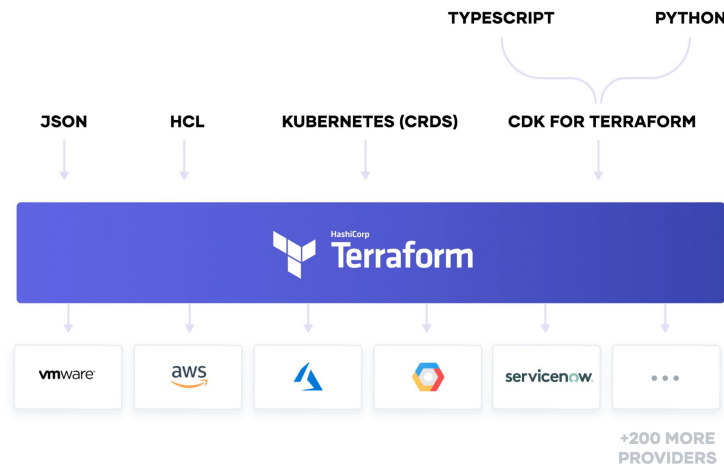 TYPESCRIPT PYTHON
JSON HCL KUBERNETES (CRDS) CDK FOR TERRAFORM
HashiCorp
Terraform
vmware aws servicenow.
+200 MORE
PROVIDERS